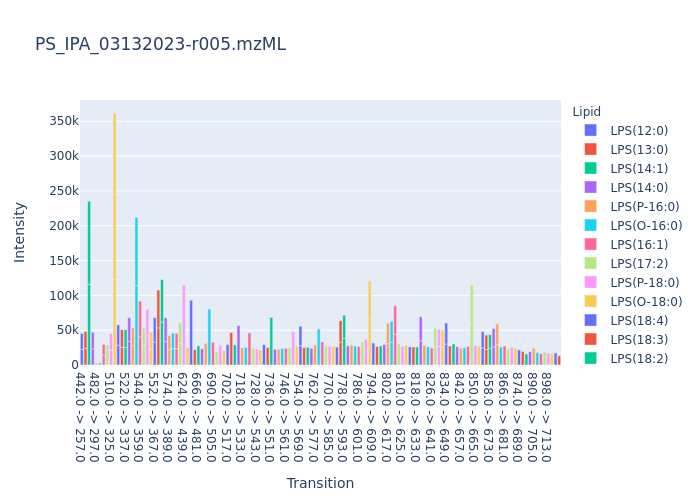 PS_IPA_03132023-r005.mzML
Intensity
350k
300k
250k
200k
150k
100k
50k
0
442.0 -> 257.0
482.0 -> 297.0
510.0 -> 325.0
522.0 -> 337.0
544.0 -> 359.0
552.0 -> 367.0
574.0 -> 389.0
624.0 -> 439.0
666.0 -> 481.0
690.0 -> 505.0
702.0 -> 517.0
718.0 -> 533.0
728.0 -> 543.0
736.0 -> 551.0
746.0 -> 561.0
754.0 -> 569.0
762.0 -> 577.0
770.0 -> 585.0
778.0 -> 593.0
786.0 -> 601.0
794.0 -> 609.0
802.0 -> 617.0
810.0 -> 625.0
818.0 -> 633.0
826.0 -> 641.0
834.0 -> 649.0
842.0 -> 657.0
850.0 -> 665.0
858.0 -> 673.0
866.0 -> 681.0
874.0 -> 689.0
890.0 -> 705.0
898.0 -> 713.0
Transition
Lipid
LPS(12:0)
LPS(13:0)
LPS(14:1)
LPS(14:0)
LPS(P-16:0)
LPS(O-16:0)
LPS(16:1)
LPS(17:2)
LPS(P-18:0)
LPS(O-18:0)
LPS(18:4)
LPS(18:3)
LPS(18:2)